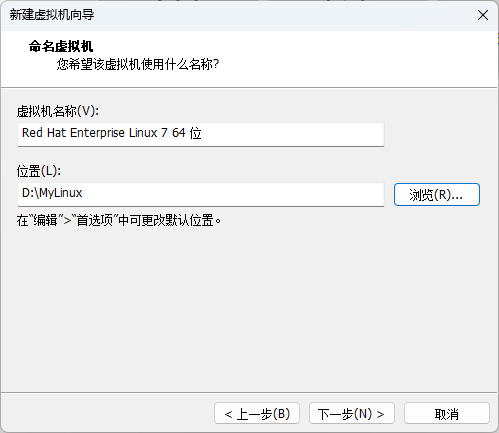 新建虚拟机向导
命名虚拟机
您希望该虚拟机使用什么名称?
虚拟机名称(V):
Red Hat Enterprise Linux 7 64 位
位置(L):
D:\MyLinux
浏览(R)...
在“编辑”>“首选项”中可更改默认位置。
< 上一步(B)
下一步(N) >
取消